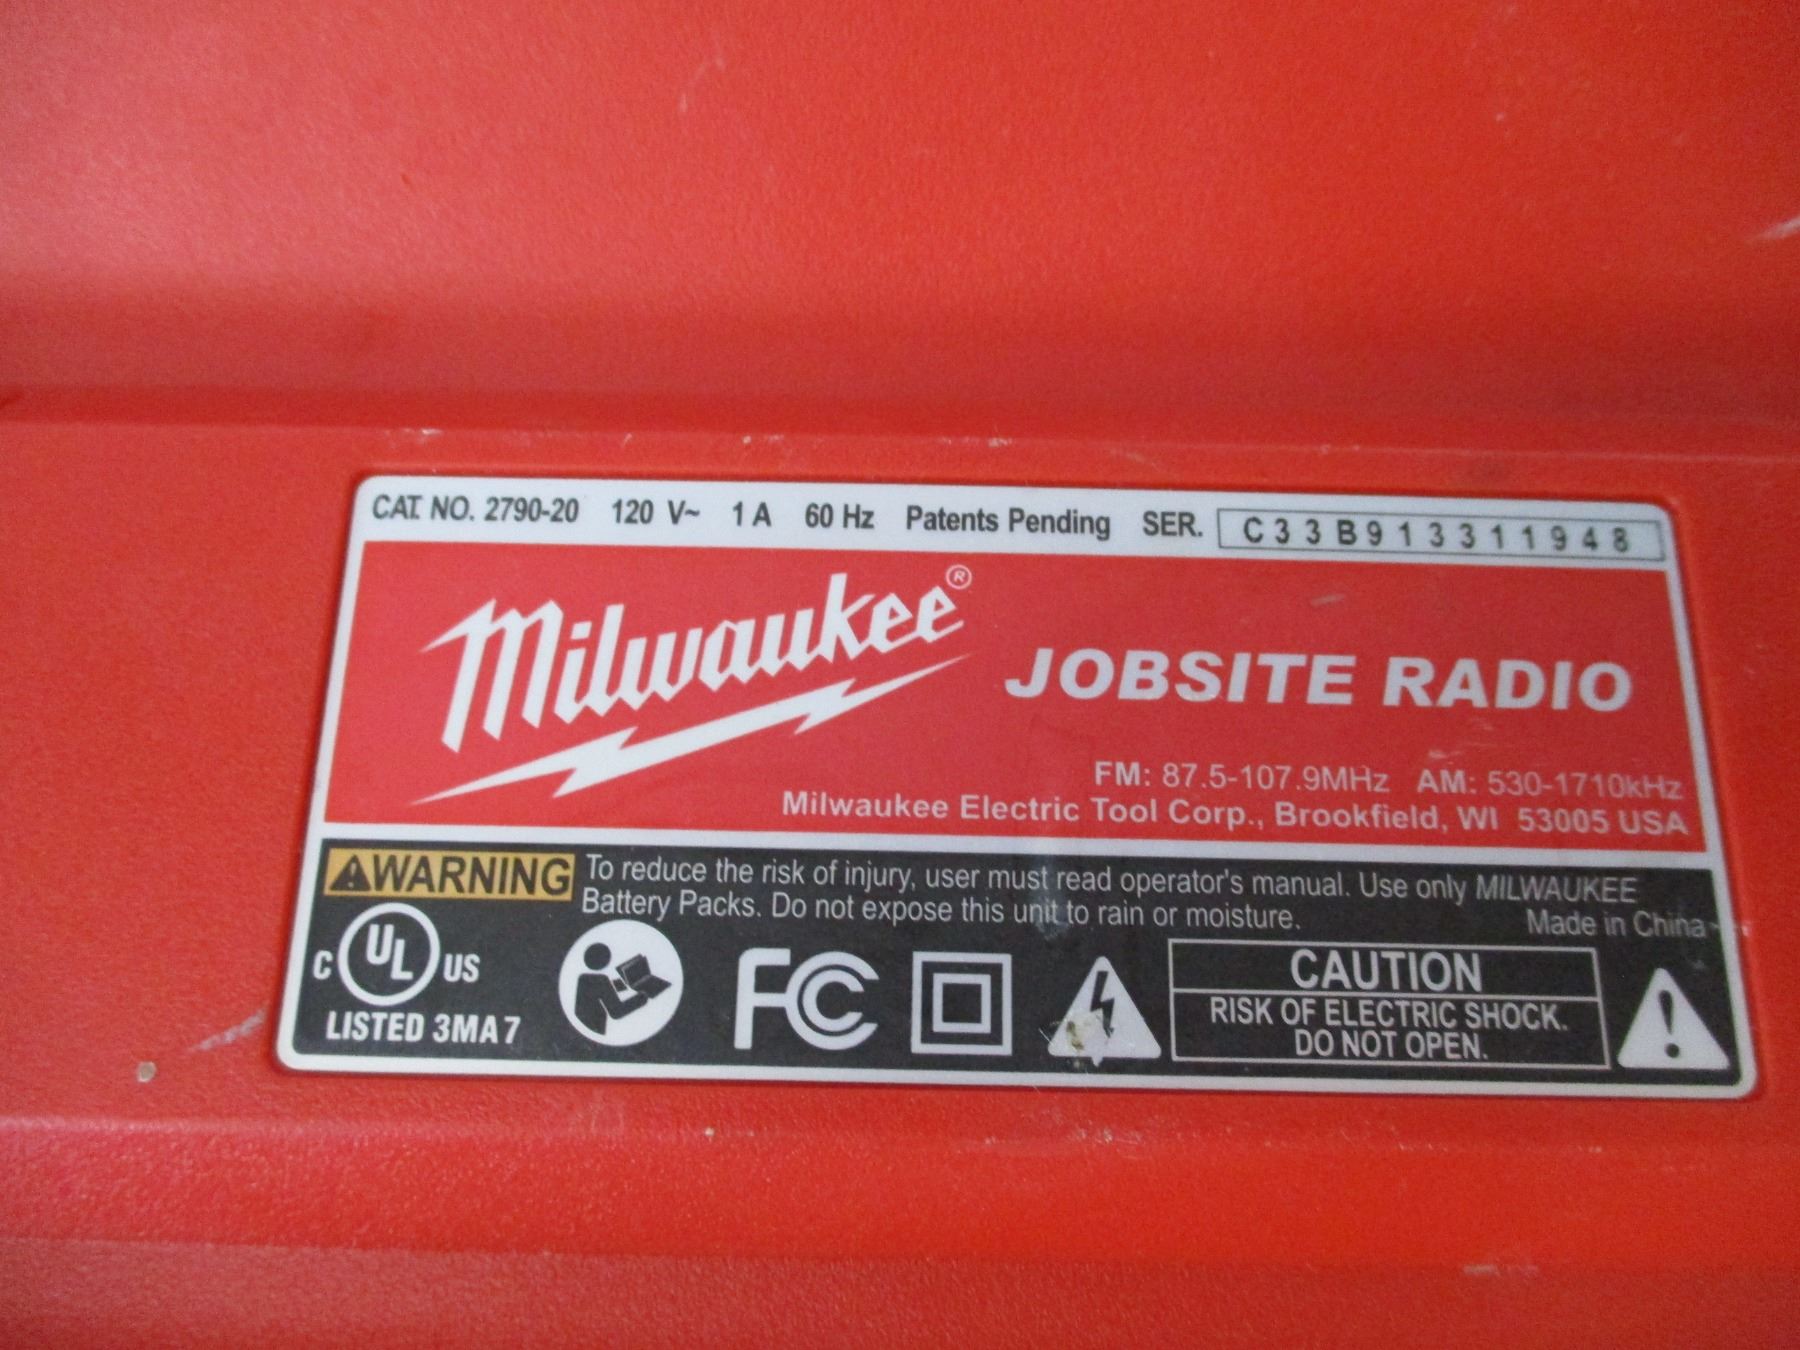 CAT. NO. 2790-20 120 V~ 1 A 60 Hz Patents Pending SER. C33B913311948
Milwaukee®
JOBSITE RADIO
FM: 87.5-107.9MHz AM: 530-1710kHz
Milwaukee Electric Tool Corp., Brookfield, WI 53005 USA
WARNING To reduce the risk of injury, user must read operator's manual. Use only MILWAUKEE
Battery Packs. Do not expose this unit to rain or moisture.
Made in China
C UL US
LISTED 3MA7
FC
CAUTION
RISK OF ELECTRIC SHOCK.
DO NOT OPEN.